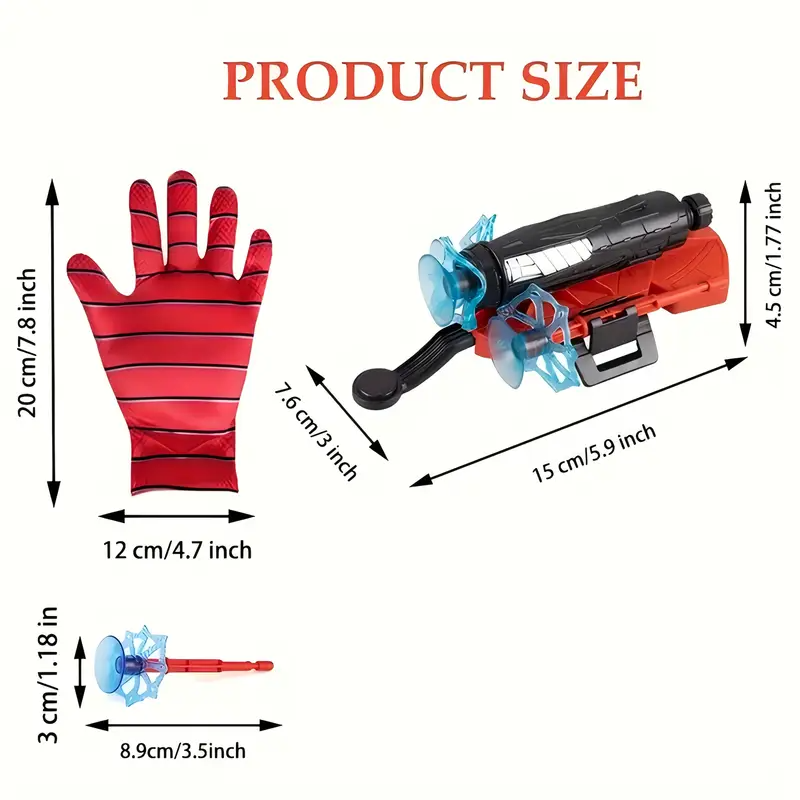 PRODUCT SIZE
20 cm/7.8 inch
12 cm/4.7 inch
4.5 cm/1.77 inch
7.6 cm/3 inch
15 cm/5.9 inch
3 cm/1.18 in
8.9cm/3.5inch